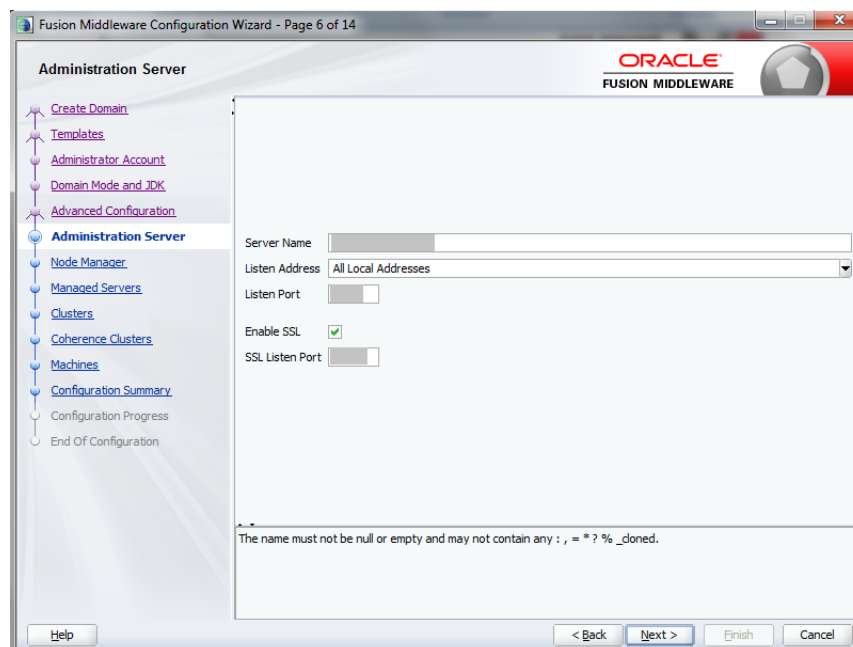 Fusion Middleware Configuration Wizard - Page 6 of 14
Administration Server
ORACLE
FUSION MIDDLEWARE
Create Domain
Templates
Administrator Account
Domain Mode and JDK
Advanced Configuration
Administration Server
Node Manager
Managed Servers
Clusters
Coherence Clusters
Machines
Configuration Summary
Configuration Progress
End Of Configuration
Server Name
Listen Address All Local Addresses
Listen Port
Enable SSL
SSL Listen Port
The name must not be null or empty and may not contain any : , = * ? % _cloned.
Help < Back Next > Finish Cancel